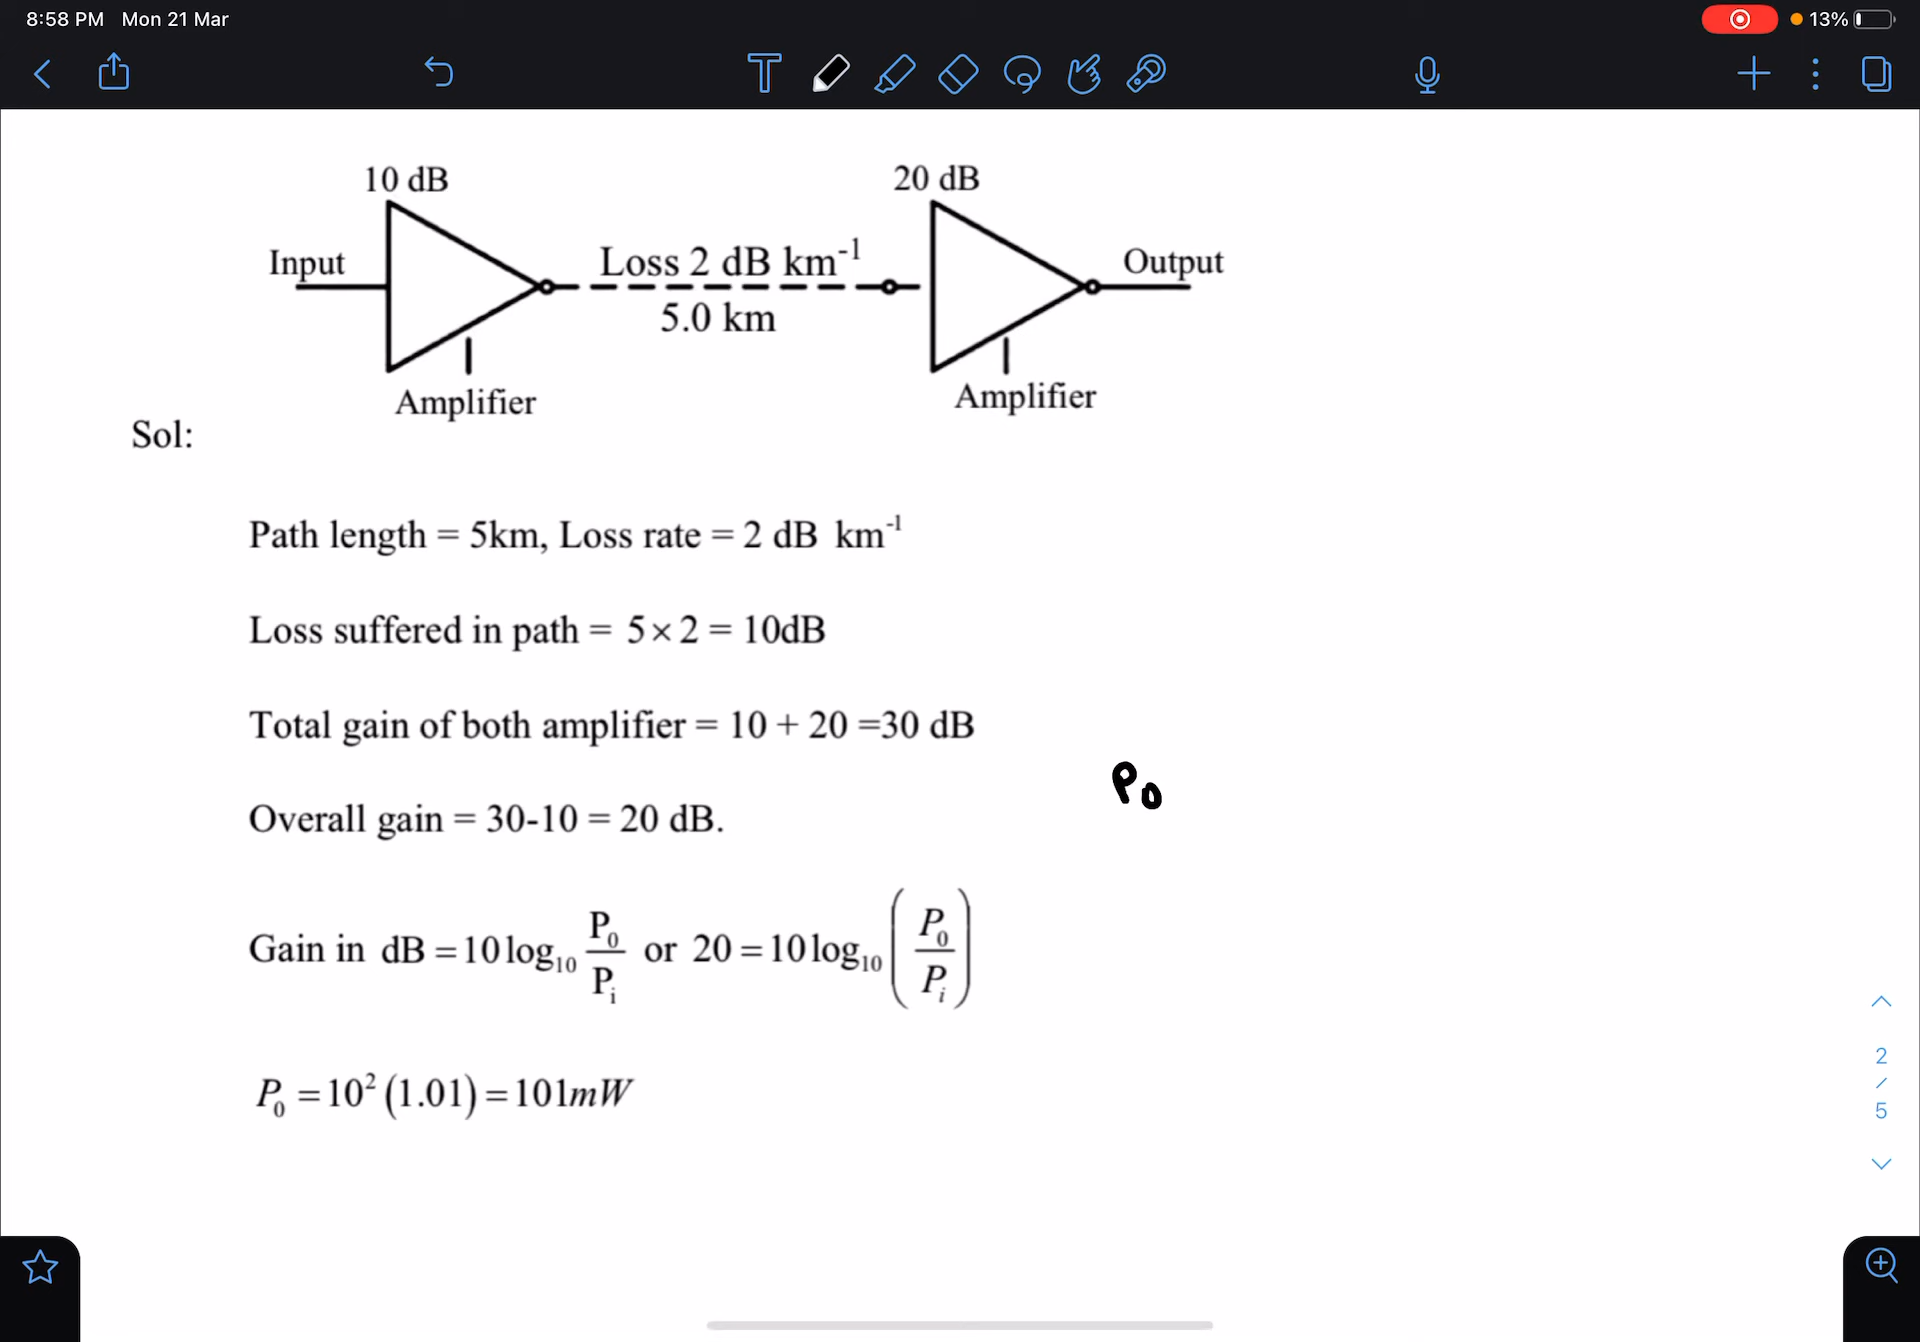 8:58 PM Mon 21 Mar
13%
10 dB
20 dB
Input
Loss 2 dB km⁻¹
Output
5.0 km
Amplifier
Amplifier
Sol:
Path length = 5km, Loss rate = 2 dB km⁻¹
Loss suffered in path = 5 × 2 = 10dB
Total gain of both amplifier = 10 + 20 =30 dB
P₀
Overall gain = 30-10 = 20 dB.
Gain in dB = 10 log₁₀ P₀/Pᵢ or 20 = 10 log₁₀ (P₀/Pᵢ)
P₀ = 10² (1.01) = 101mW
2
/
5